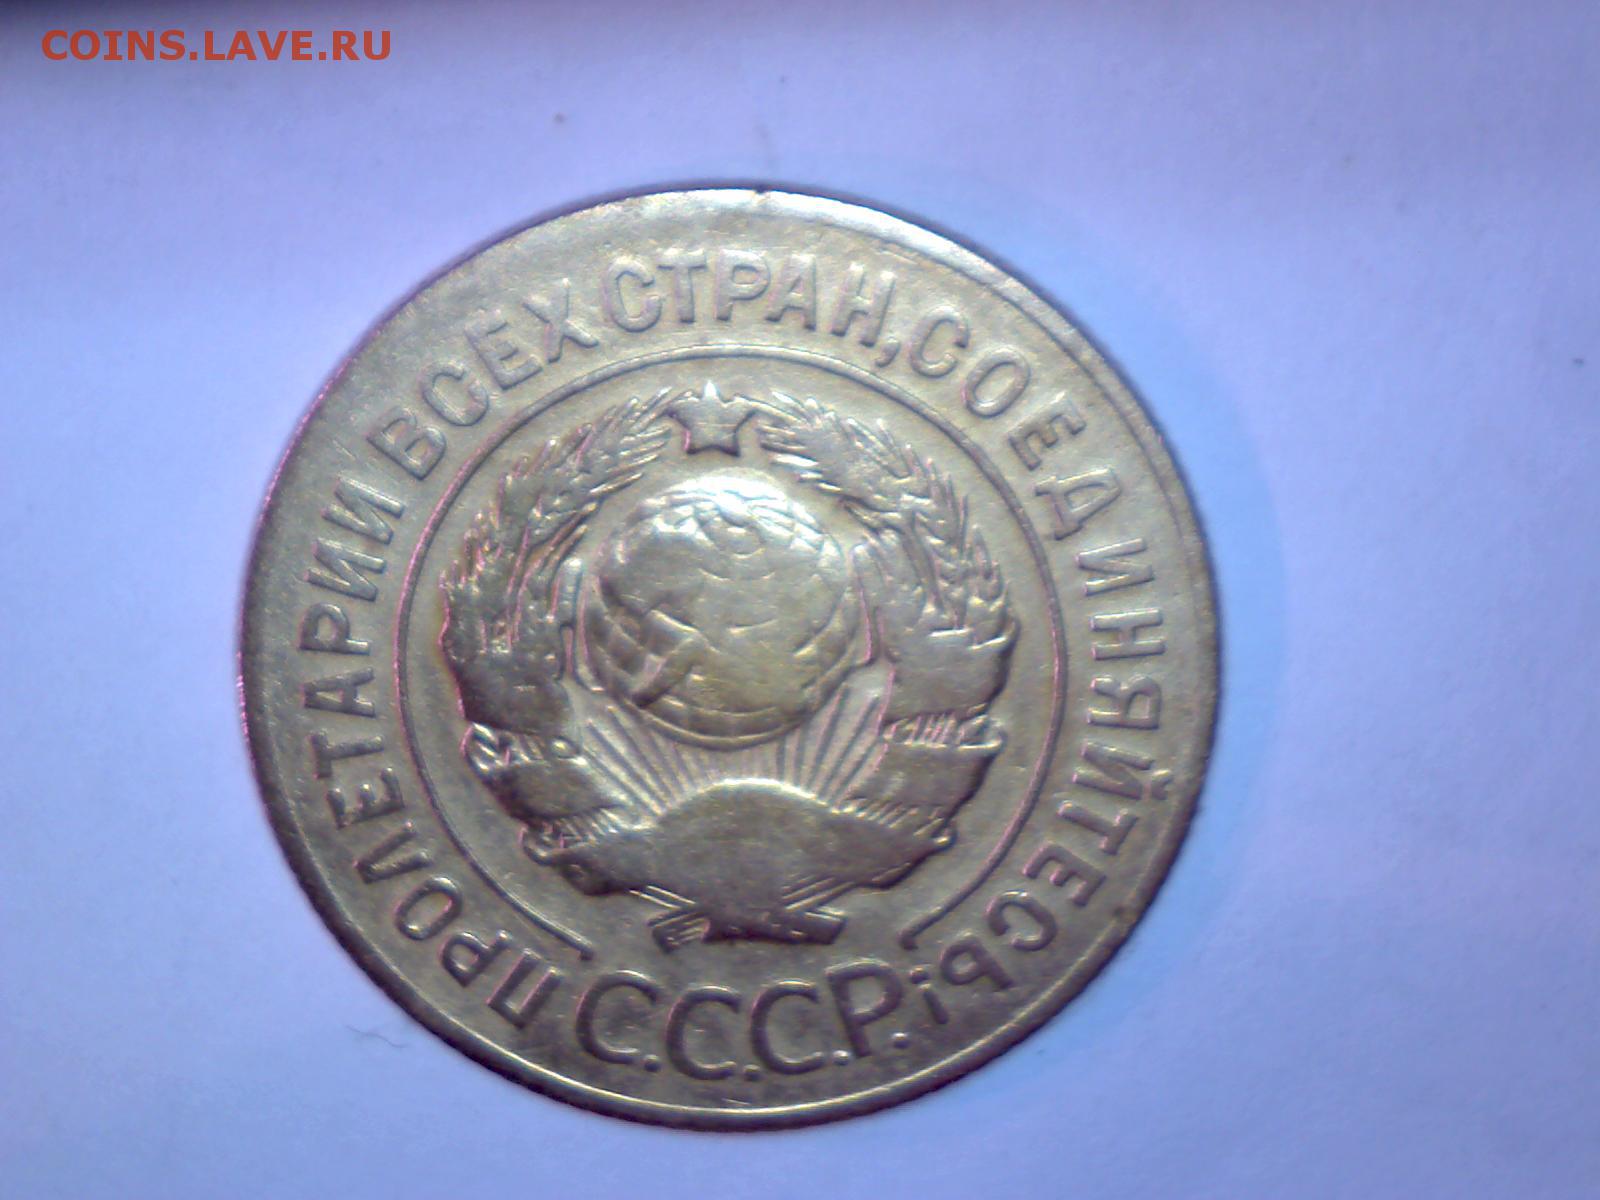 COINS.LAVE.RU
ПРОЛЕТАРИИ ВСЕХ СТРАН, СОЕДИНЯЙТЕСЬ!
С.С.С.Р.